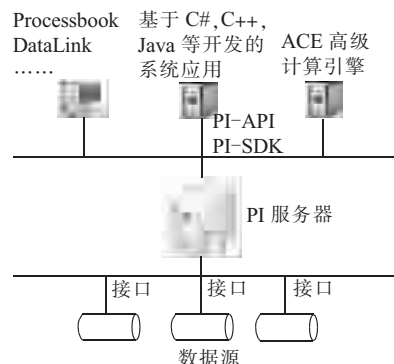 Processbook
DataLink
……
基于 C#,C++,
Java 等开发的
系统应用
ACE 高级
计算引擎
PI-API
PI-SDK
PI 服务器
接口
接口
接口
数据源